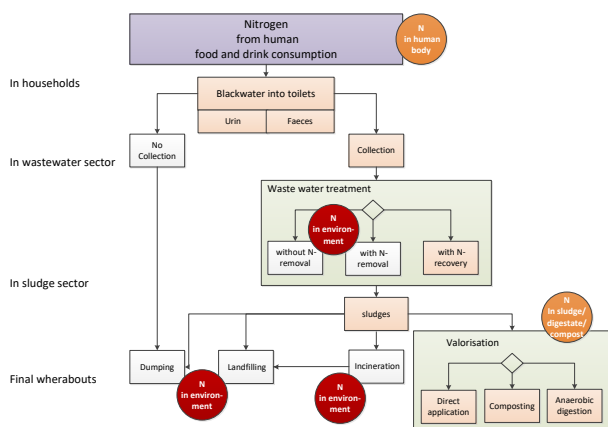 Nitrogen
from human
food and drink consumption
N
in human
body
In households
Blackwater into toilets
Urin
Faeces
No
Collection
Collection
In wastewater sector
Waste water treatment
N
in environ-
ment
without N-
removal
with N-
removal
with N-
recovery
In sludge sector
sludges
N
In sludge/
digestate/
compost
Valorisation
Dumping
Landfilling
Incineration
Final wherabouts
N
in environ-
ment
N
in environ-
ment
Direct
application
Composting
Anaerobic
digestion